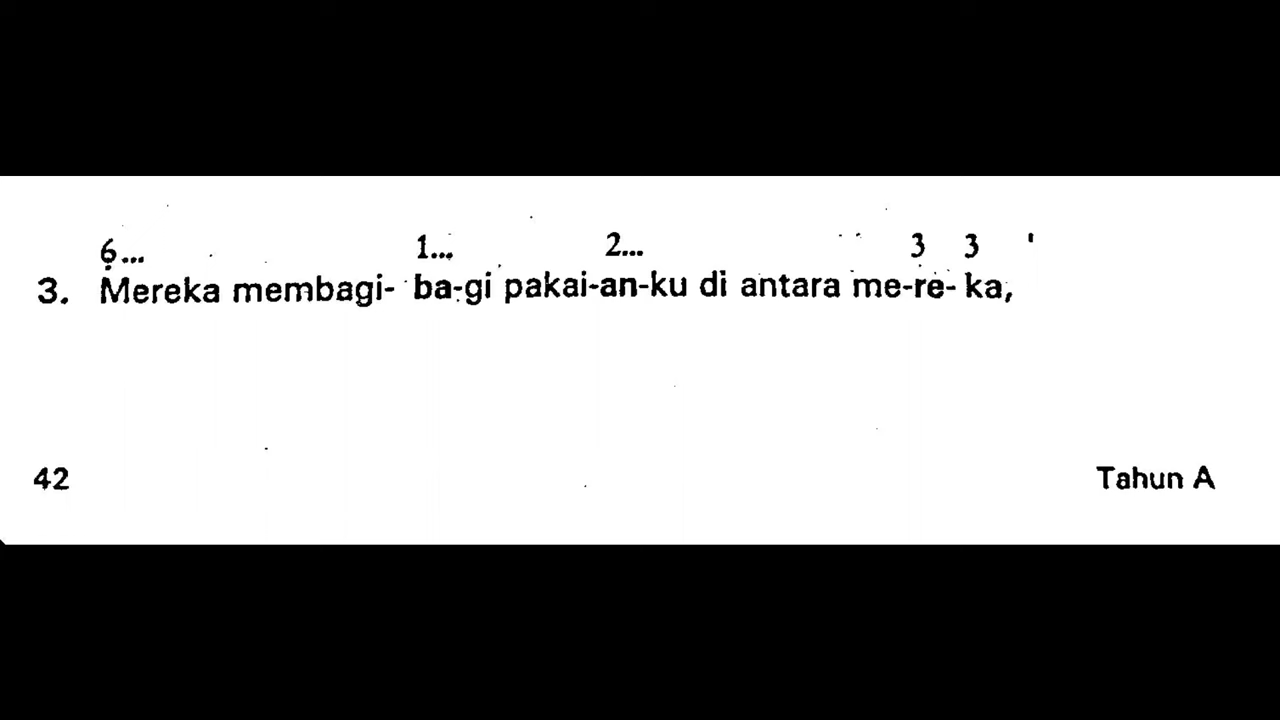 6... 1... 2... 3 3 '
3. Mereka membagi- ba-gi pakai-an-ku di antara me-re- ka,
42 Tahun A